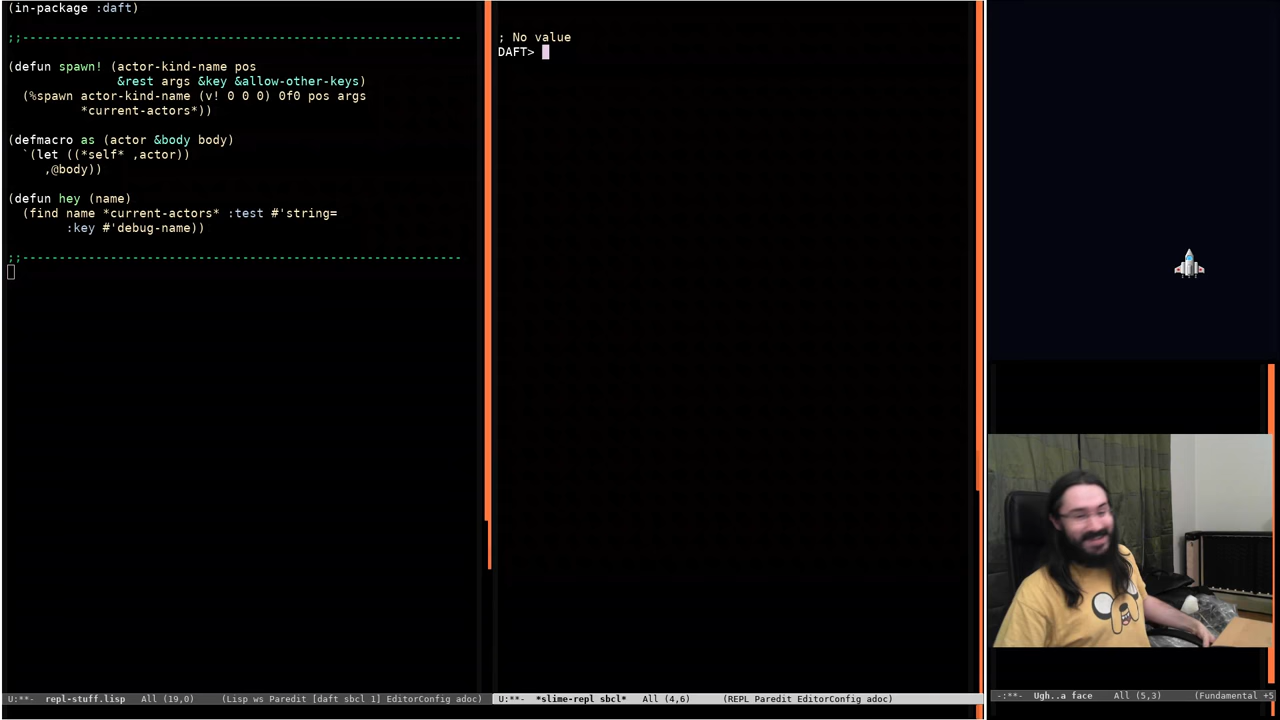 (in-package :daft)
;;------------------------------------------------------------
(defun spawn! (actor-kind-name pos
               &rest args &key &allow-other-keys)
  (%spawn actor-kind-name (v! 0 0 0) 0f0 pos args
          *current-actors*))
(defmacro as (actor &body body)
  `(let ((*self* ,actor))
     ,@body))
(defun hey (name)
  (find name *current-actors* :test #'string=
        :key #'debug-name))
;;------------------------------------------------------------
U:**-  repl-stuff.lisp   All (19,0)     (Lisp ws Paredit [daft sbcl 1] EditorConfig adoc)
; No value
DAFT>
U:**-  *slime-repl sbcl*   All (4,6)     (REPL Paredit EditorConfig adoc)
-:**-  Ugh..a face   All (5,3)     (Fundamental +5